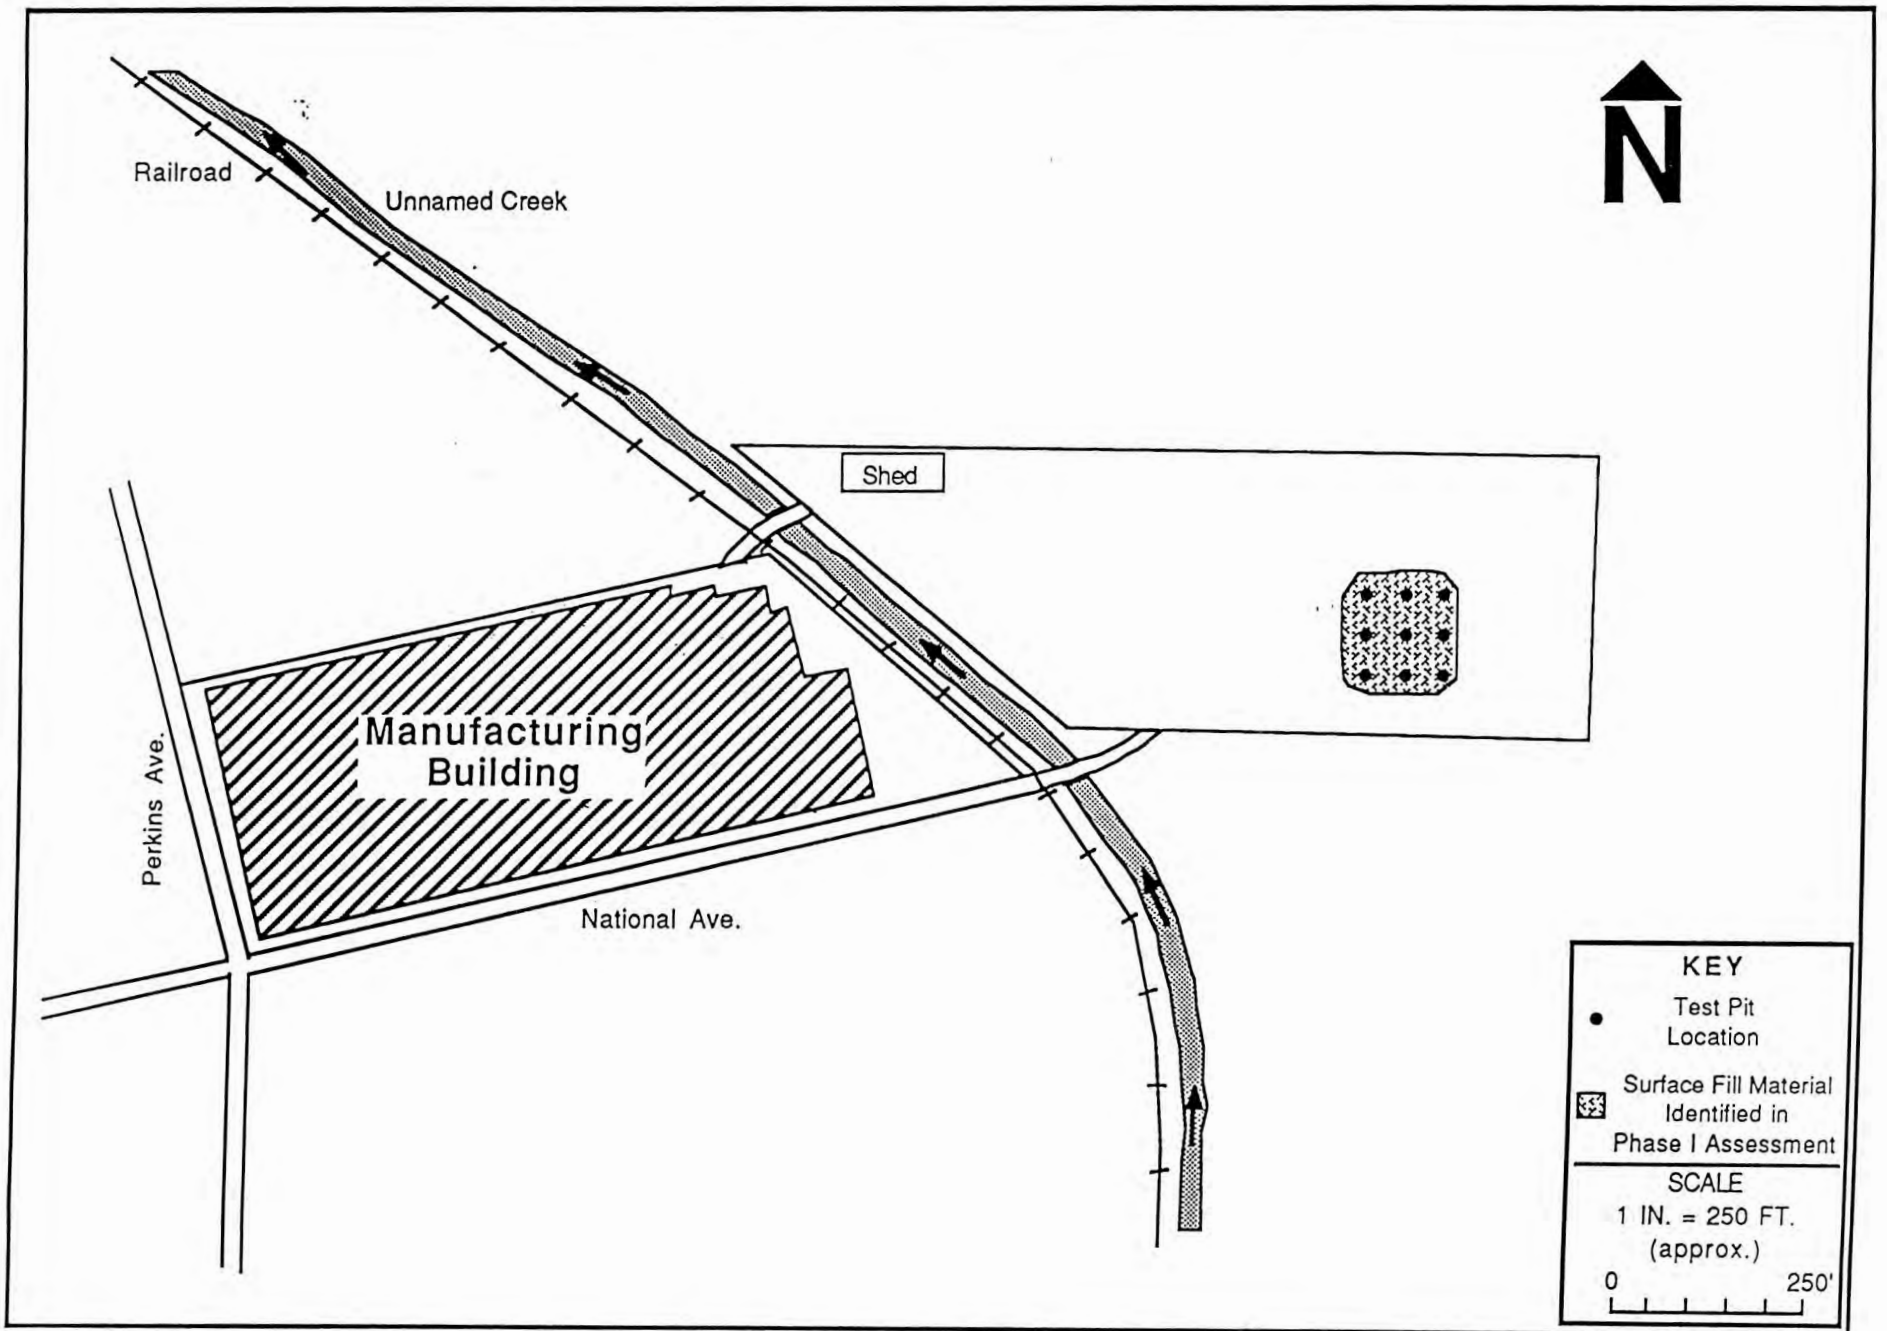 N
Railroad
Unnamed Creek
Shed
Manufacturing
Building
Perkins Ave.
National Ave.
KEY
Test Pit
Location
Surface Fill Material
Identified in
Phase I Assessment
SCALE
1 IN. = 250 FT.
(approx.)
0 250'